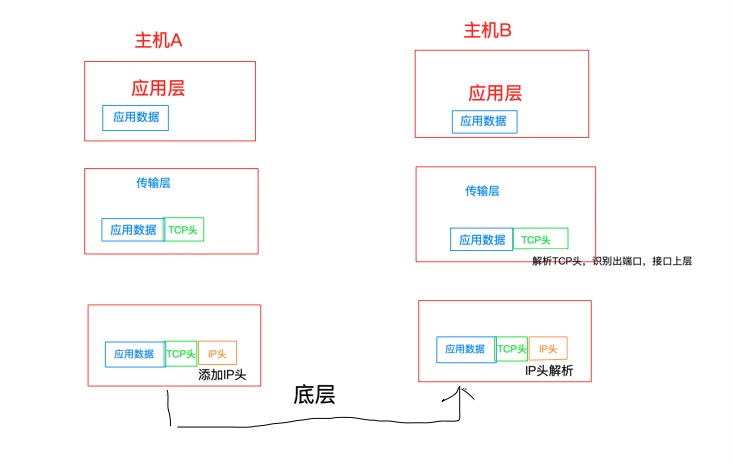 主机A
主机B
应用层
应用数据
应用层
应用数据
传输层
应用数据
TCP头
传输层
应用数据
TCP头
解析TCP头，识别出端口，接口上层
应用数据
TCP头
IP头
添加IP头
应用数据
TCP头
IP头
IP头解析
底层